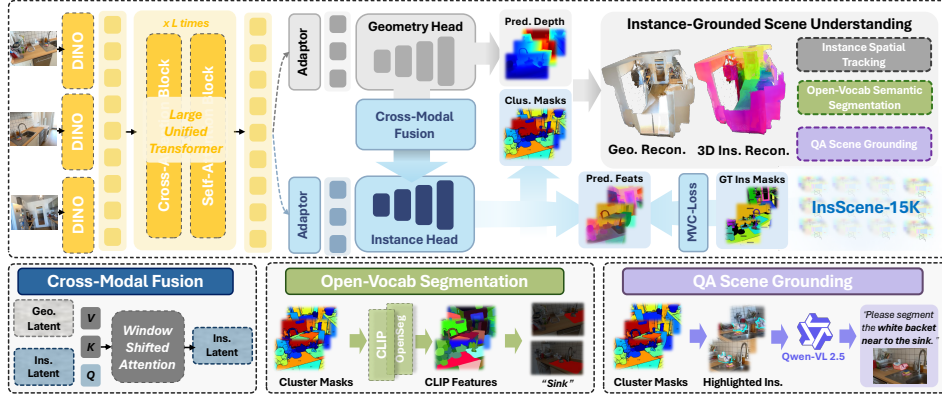 DINO
DINO
DINO
x L times
Cross-A
Block
Self-A
Block
Large
Unified
Transformer
Adaptor
Geometry Head
Cross-Modal
Fusion
Adaptor
Instance Head
Pred. Depth
Clus. Masks
Pred. Feats
MVC-Loss
GT Ins Masks
InsScene-15K
Instance-Grounded Scene Understanding
Geo. Recon.
3D Ins. Recon.
Instance Spatial
Tracking
Open-Vocab Semantic
Segmentation
QA Scene Grounding
Cross-Modal Fusion
Geo.
Latent
Ins.
Latent
V
K
Q
Window
Shifted
Attention
Ins.
Latent
Open-Vocab Segmentation
Cluster Masks
CLIP
OpenSeg
CLIP Features
“Sink”
QA Scene Grounding
Cluster Masks
Highlighted Ins.
Qwen-VL 2.5
“Please segment
the white backet
near to the sink.”